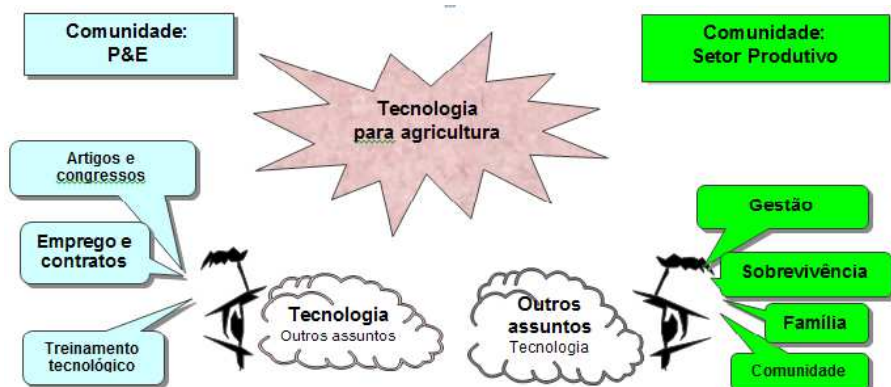 Comunidade:
P&E
Comunidade:
Setor Produtivo
Tecnologia
para agricultura
Artigos e
congressos
Emprego e
contratos
Treinamento
tecnológico
Tecnologia
Outros assuntos
Outros
assuntos
Tecnologia
Gestão
Sobrevivência
Família
Comunidade